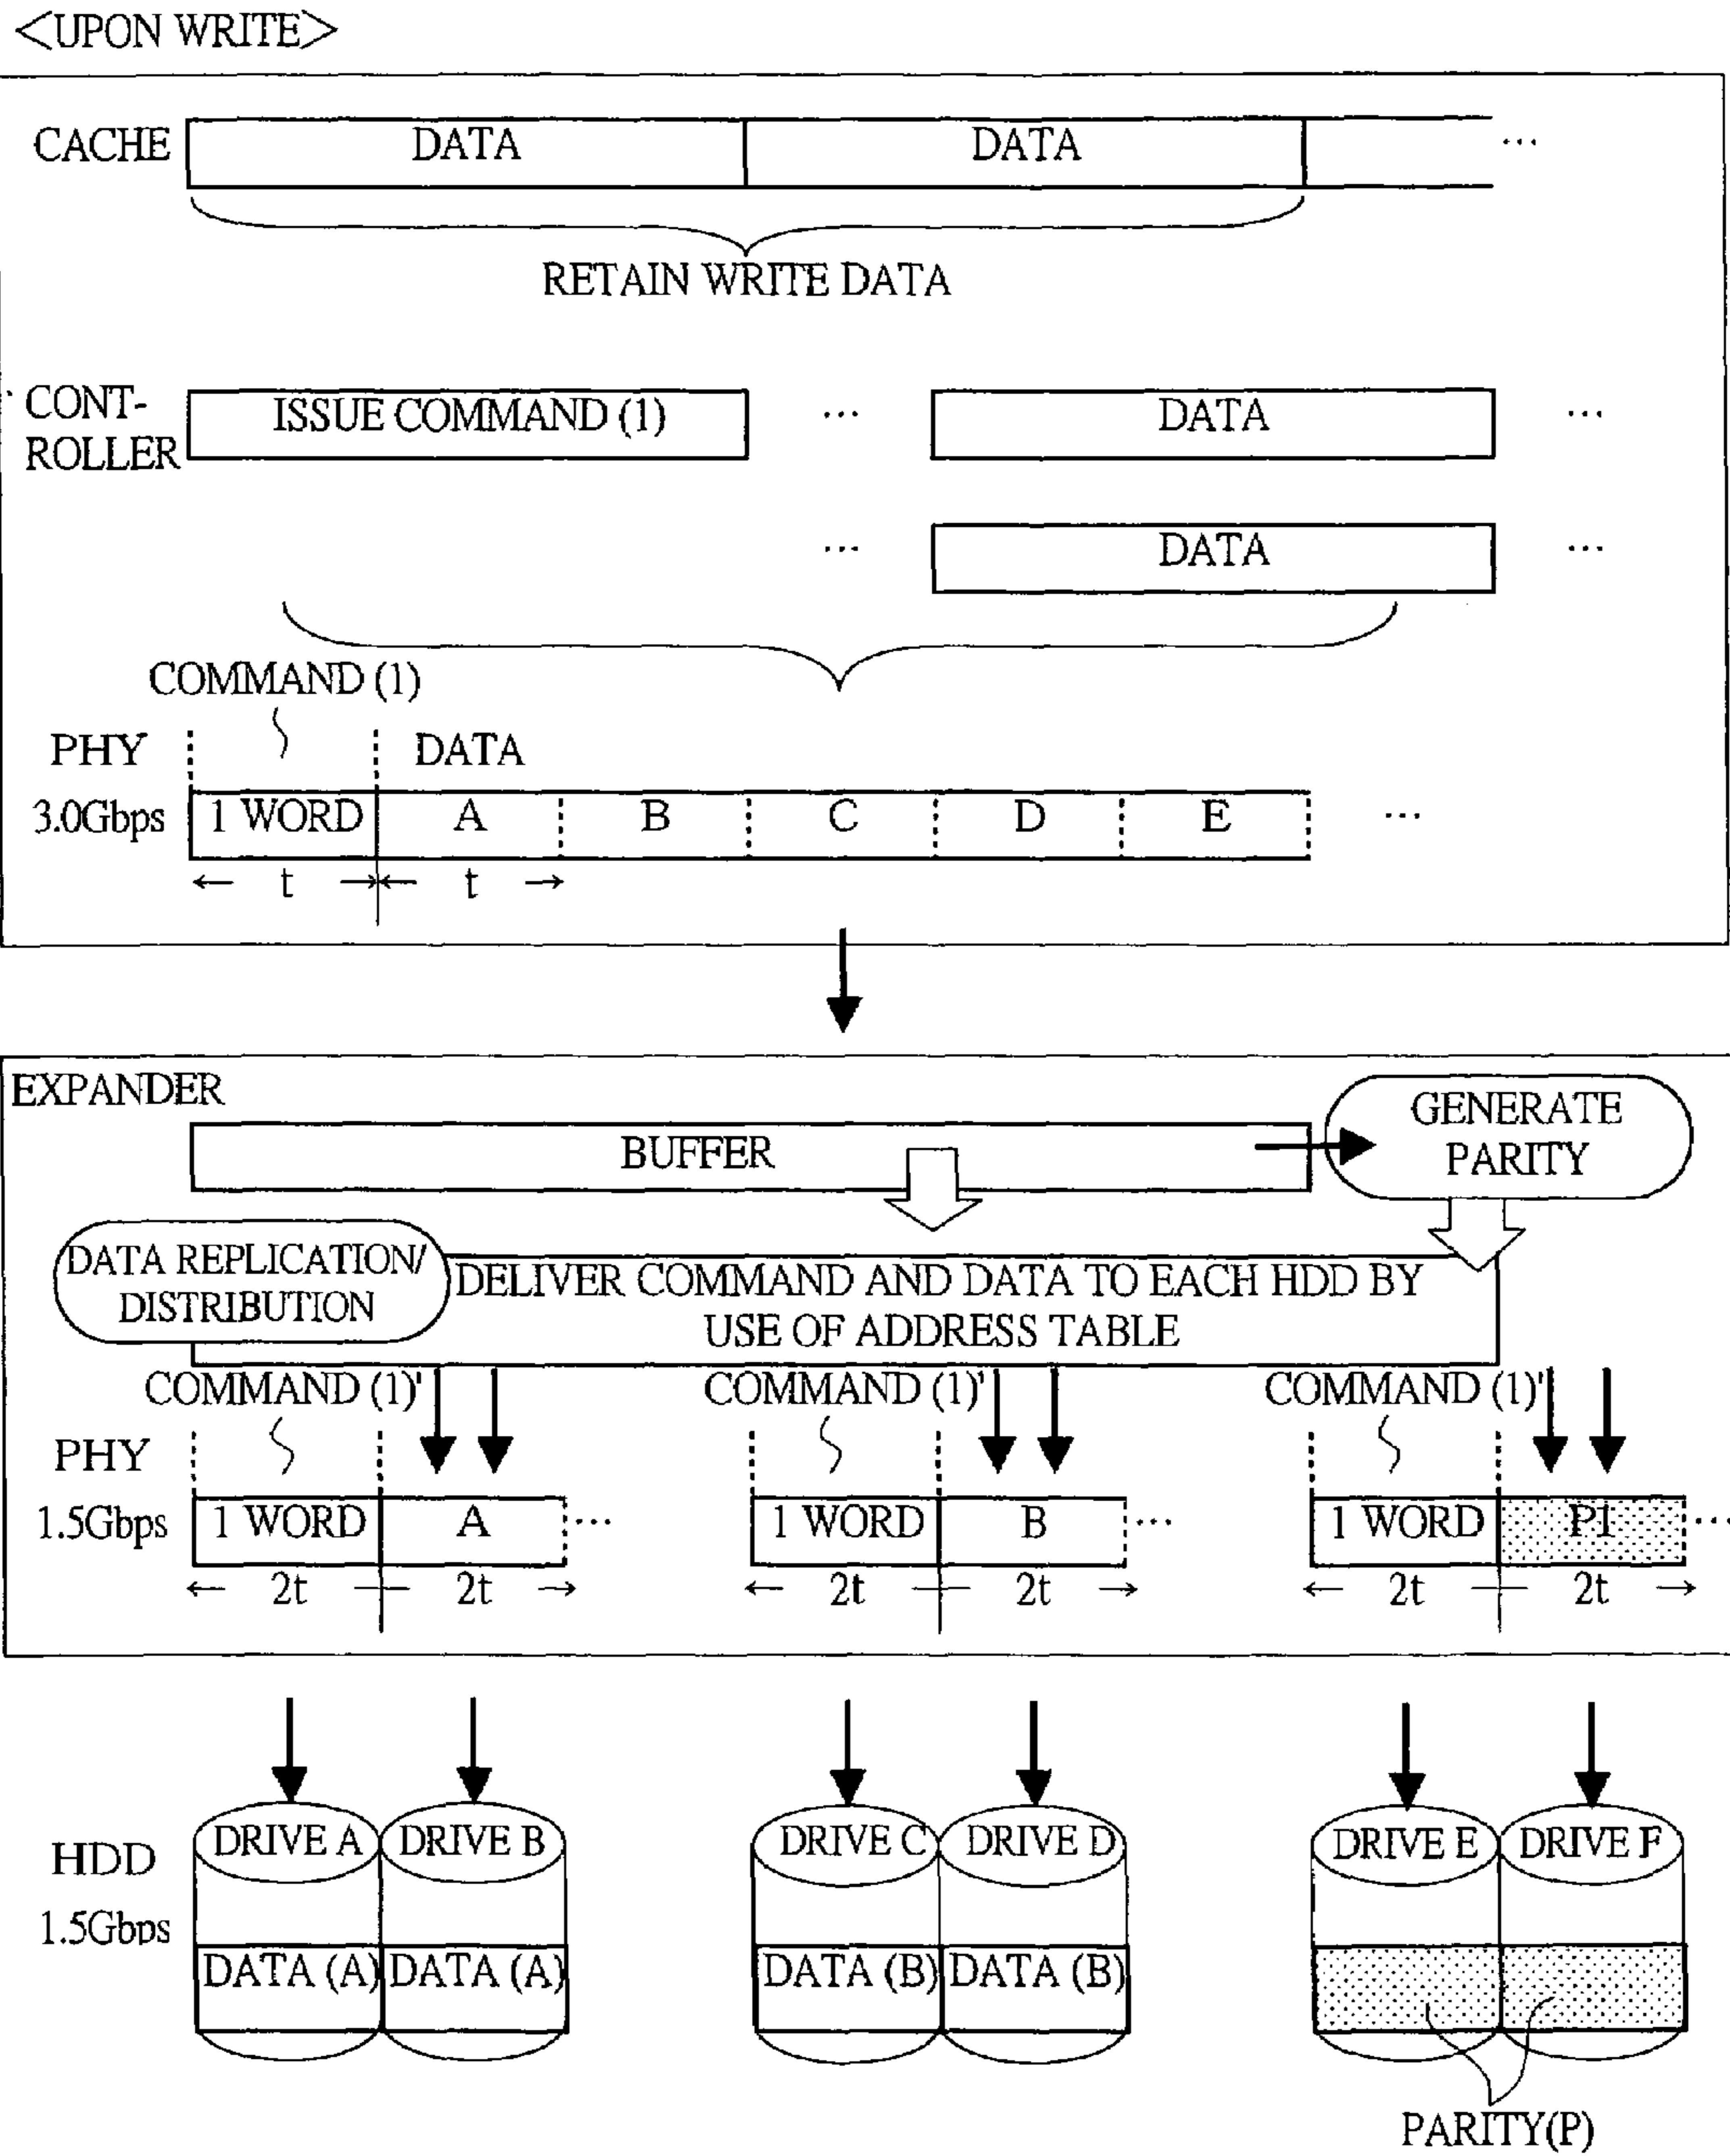 <UPON WRITE>
CACHE DATA DATA ...
RETAIN WRITE DATA
CONT-
ROLLER ISSUE COMMAND (1) ... DATA ...
... DATA ...
COMMAND (1)
PHY DATA
3.0Gbps 1 WORD A B C D E ...
← t →← t →
EXPANDER
GENERATE
PARITY
BUFFER
DATA REPLICATION/
DISTRIBUTION
DELIVER COMMAND AND DATA TO EACH HDD BY
USE OF ADDRESS TABLE
COMMAND (1)' COMMAND (1)' COMMAND (1)'
PHY
1.5Gbps 1 WORD A ... 1 WORD B ... 1 WORD P1 ...
← 2t — 2t → ← 2t — 2t → ← 2t — 2t →
DRIVE A DRIVE B DRIVE C DRIVE D DRIVE E DRIVE F
HDD
1.5Gbps
DATA (A) DATA (A) DATA (B) DATA (B)
PARITY(P)